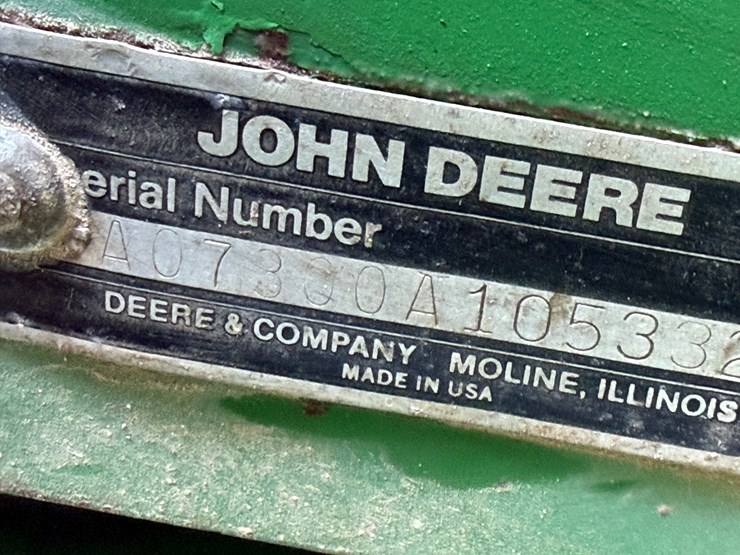 JOHN DEERE
erial Number
A07300A105332
DEERE & COMPANY MOLINE, ILLINOIS
MADE IN USA